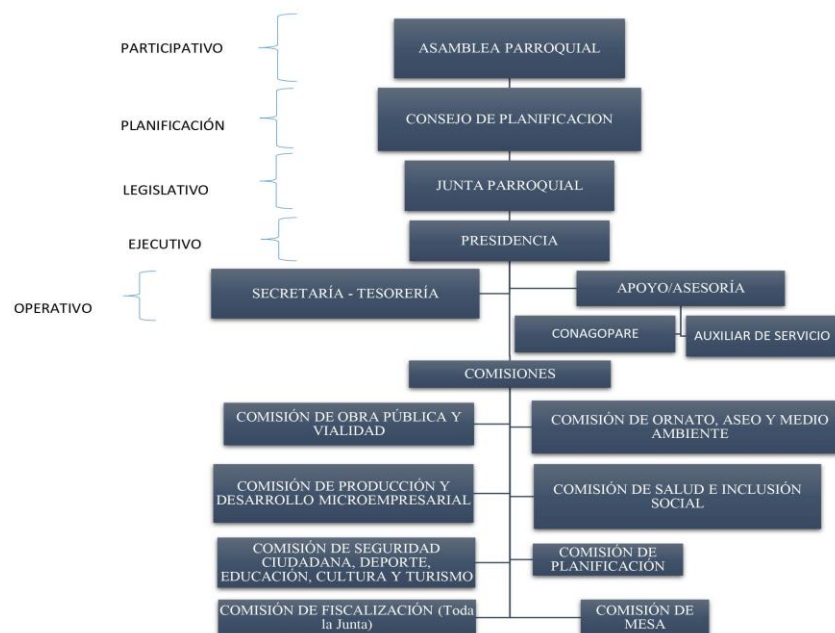 PARTICIPATIVO
ASAMBLEA PARROQUIAL
PLANIFICACIÓN
CONSEJO DE PLANIFICACION
LEGISLATIVO
JUNTA PARROQUIAL
EJECUTIVO
PRESIDENCIA
OPERATIVO
SECRETARÍA - TESORERÍA
APOYO/ASESORÍA
CONAGOPARE
AUXILIAR DE SERVICIO
COMISIONES
COMISIÓN DE OBRA PÚBLICA Y
VIALIDAD
COMISIÓN DE ORNATO, ASEO Y MEDIO
AMBIENTE
COMISIÓN DE PRODUCCIÓN Y
DESARROLLO MICROEMPRESARIAL
COMISIÓN DE SALUD E INCLUSIÓN
SOCIAL
COMISIÓN DE SEGURIDAD
CIUDADANA, DEPORTE,
EDUCACIÓN, CULTURA Y TURISMO
COMISIÓN DE
PLANIFICACIÓN
COMISIÓN DE FISCALIZACIÓN (Toda
la Junta)
COMISIÓN DE
MESA